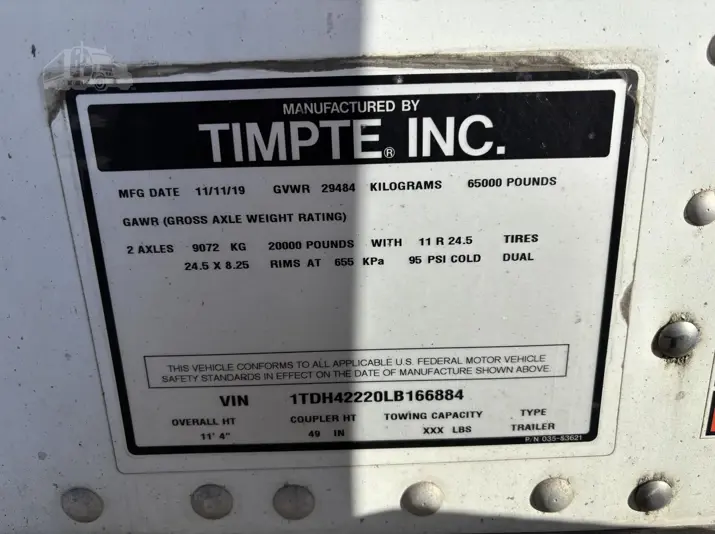 MANUFACTURED BY
TIMPTE® INC.
MFG DATE 11/11/19 GVWR 29484 KILOGRAMS 65000 POUNDS
GAWR (GROSS AXLE WEIGHT RATING)
2 AXLES 9072 KG 20000 POUNDS WITH 11 R 24.5 TIRES
24.5 X 8.25 RIMS AT 655 KPa 95 PSI COLD DUAL
THIS VEHICLE CONFORMS TO ALL APPLICABLE U.S. FEDERAL MOTOR VEHICLE
SAFETY STANDARDS IN EFFECT ON THE DATE OF MANUFACTURE SHOWN ABOVE
VIN 1TDH42220LB166884
OVERALL HT COUPLER HT TOWING CAPACITY TYPE
11' 4" 49 IN XXX LBS TRAILER
P/N 035-53621